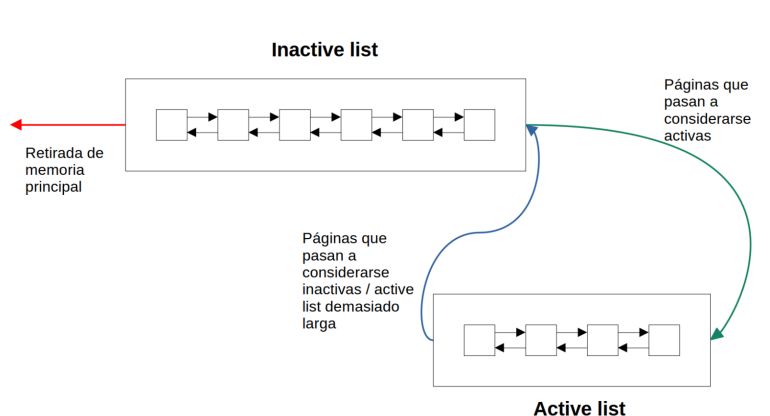 Inactive list
Páginas que
pasan a
considerarse
activas
Retirada de
memoria
principal
Páginas que
pasan a
considerarse
inactivas / active
list demasiado
larga
Active list